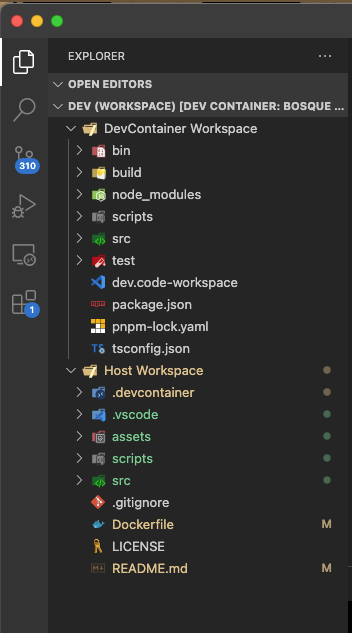 EXPLORER
OPEN EDITORS
DEV (WORKSPACE) [DEV CONTAINER: BOSQUE ...
DevContainer Workspace
bin
build
node_modules
310
scripts
src
test
dev.code-workspace
package.json
1
pnpm-lock.yaml
TS tsconfig.json
Host Workspace
.devcontainer
.vscode
assets
scripts
src
.gitignore
Dockerfile M
LICENSE
README.md M